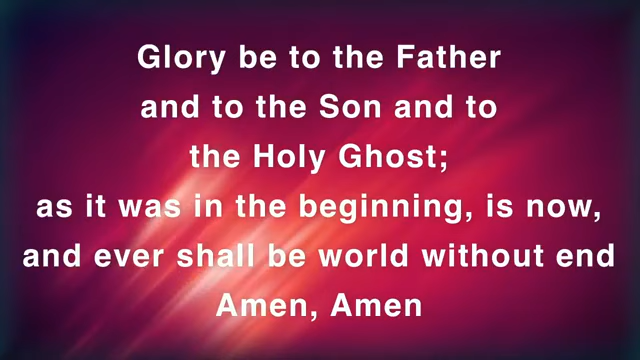 Glory be to the Father
and to the Son and to
the Holy Ghost;
as it was in the beginning, is now,
and ever shall be world without end
Amen, Amen